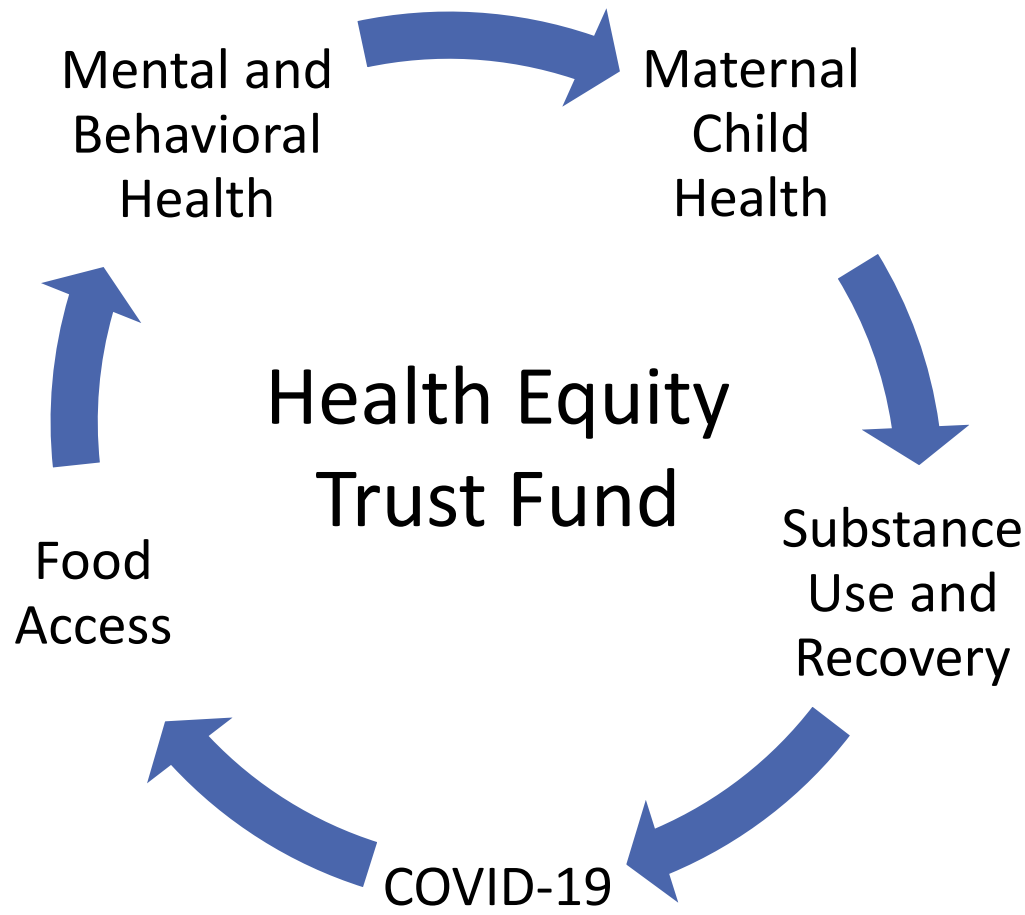 Mental and
Behavioral
Health
Maternal
Child
Health
Health Equity
Trust Fund
Substance
Use and
Recovery
Food
Access
COVID-19